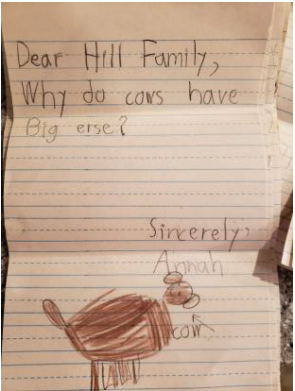 Dear Hill Family,
Why do cows have
Big erse?
Sincerely,
Annah
cow